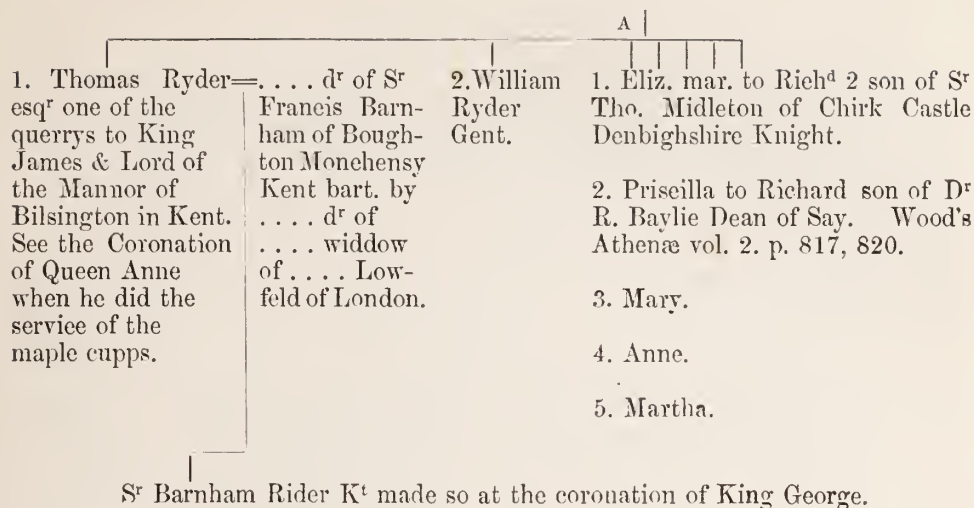 A
1. Thomas Ryder=
esqʳ one of the
querrys to King
James & Lord of
the Mannor of
Bilsington in Kent.
See the Coronation
of Queen Anne
when he did the
service of the
maple cupps.
. . . . dʳ of Sʳ
Francis Barn-
ham of Bough-
ton Monchensy
Kent bart. by
. . . . dʳ of
. . . . widdow
of . . . . Low-
feld of London.
2. William
Ryder
Gent.
1. Eliz. mar. to Richᵈ 2 son of Sʳ
Tho. Midleton of Chirk Castle
Denbighshire Knight.
2. Priscilla to Richard son of Dʳ
R. Baylie Dean of Say. Wood's
Athenæ vol. 2. p. 817, 820.
3. Mary.
4. Anne.
5. Martha.
Sʳ Barnham Rider Kᵗ made so at the coronation of King George.